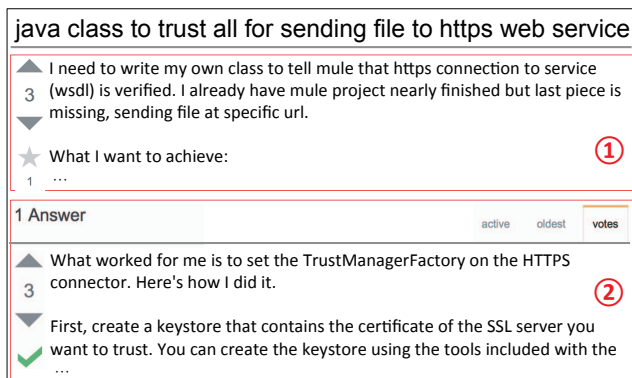 java class to trust all for sending file to https web service
I need to write my own class to tell mule that https connection to service
3
(wsdl) is verified. I already have mule project nearly finished but last piece is
missing, sending file at specific url.
①
What I want to achieve:
1
...
1 Answer
active oldest votes
What worked for me is to set the TrustManagerFactory on the HTTPS
3
connector. Here's how I did it.
②
First, create a keystore that contains the certificate of the SSL server you
want to trust. You can create the keystore using the tools included with the
...